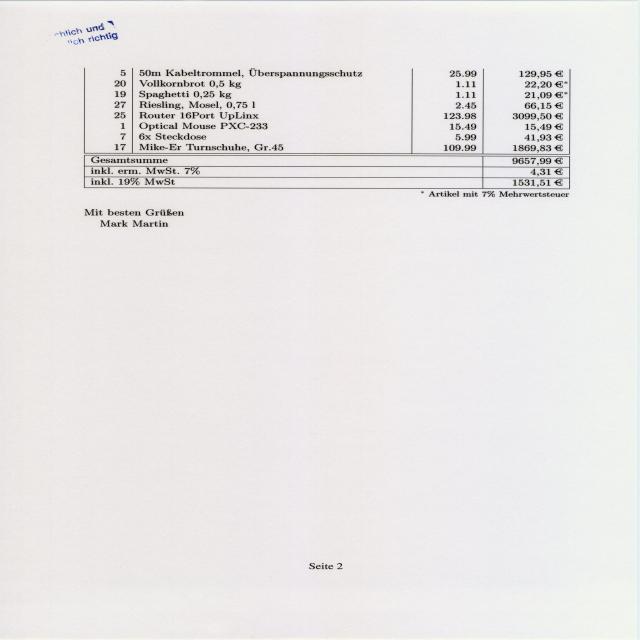 und
richtig
5 50m Kabeltrommel, Überspannungsschutz 25.99 129,95 €
20 Vollkornbrot 0,5 kg 1.11 22,20 €*
19 Spaghetti 0,25 kg 1.11 21,09 €*
27 Riesling, Mosel, 0,75 l 2.45 66,15 €
25 Router 16Port UpLinx 123.98 3099,50 €
1 Optical Mouse PXC-233 15.49 15,49 €
7 6x Steckdose 5.99 41,93 €
17 Mike-Er Turnschuhe, Gr.45 109.99 1869,83 €
Gesamtsumme 9657,99 €
inkl. erm. MwSt. 7% 4,31 €
inkl. 19% MwSt 1531,51 €
* Artikel mit 7% Mehrwertsteuer
Mit besten Grüßen
Mark Martin
Seite 2